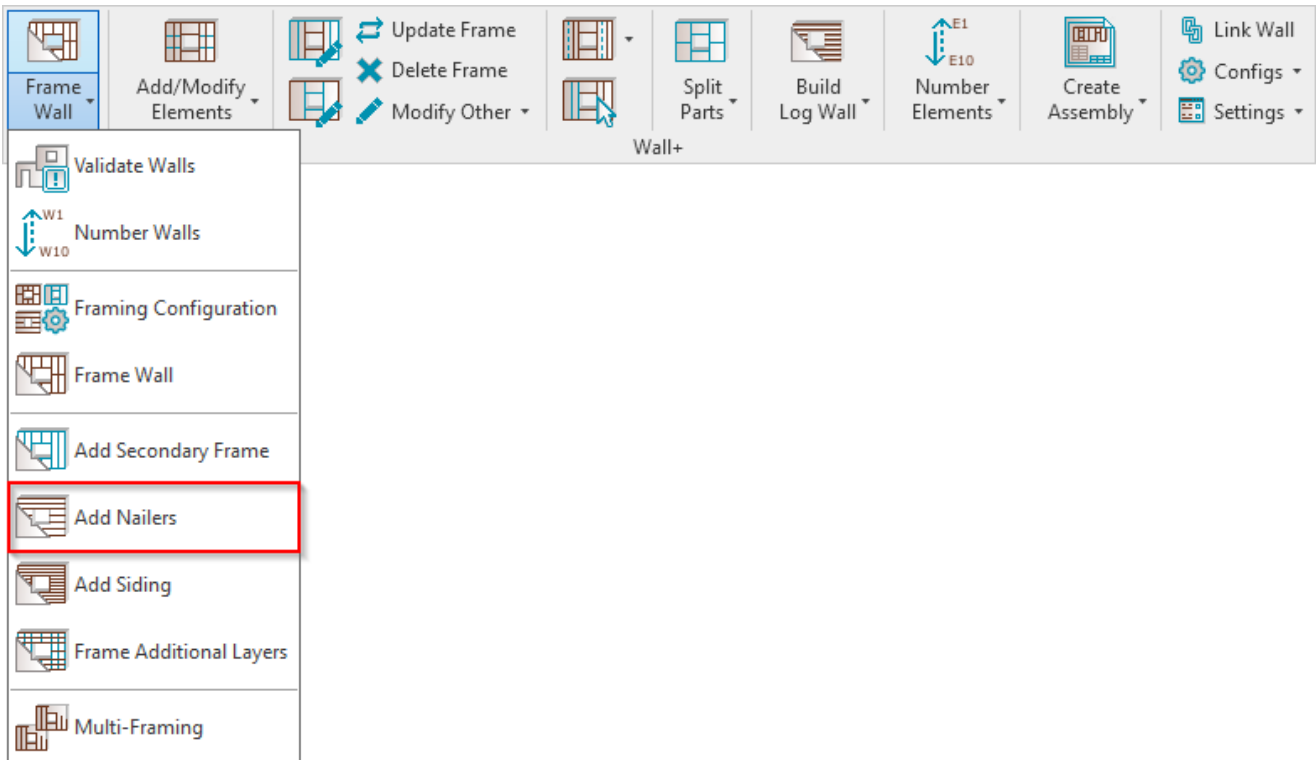 Frame
Wall
Add/Modify
Elements
Update Frame
Delete Frame
Modify Other
Split
Parts
Build
Log Wall
E1
E10
Number
Elements
Create
Assembly
Link Wall
Configs
Settings
Wall+
Validate Walls
W1
W10
Number Walls
Framing Configuration
Frame Wall
Add Secondary Frame
Add Nailers
Add Siding
Frame Additional Layers
Multi-Framing